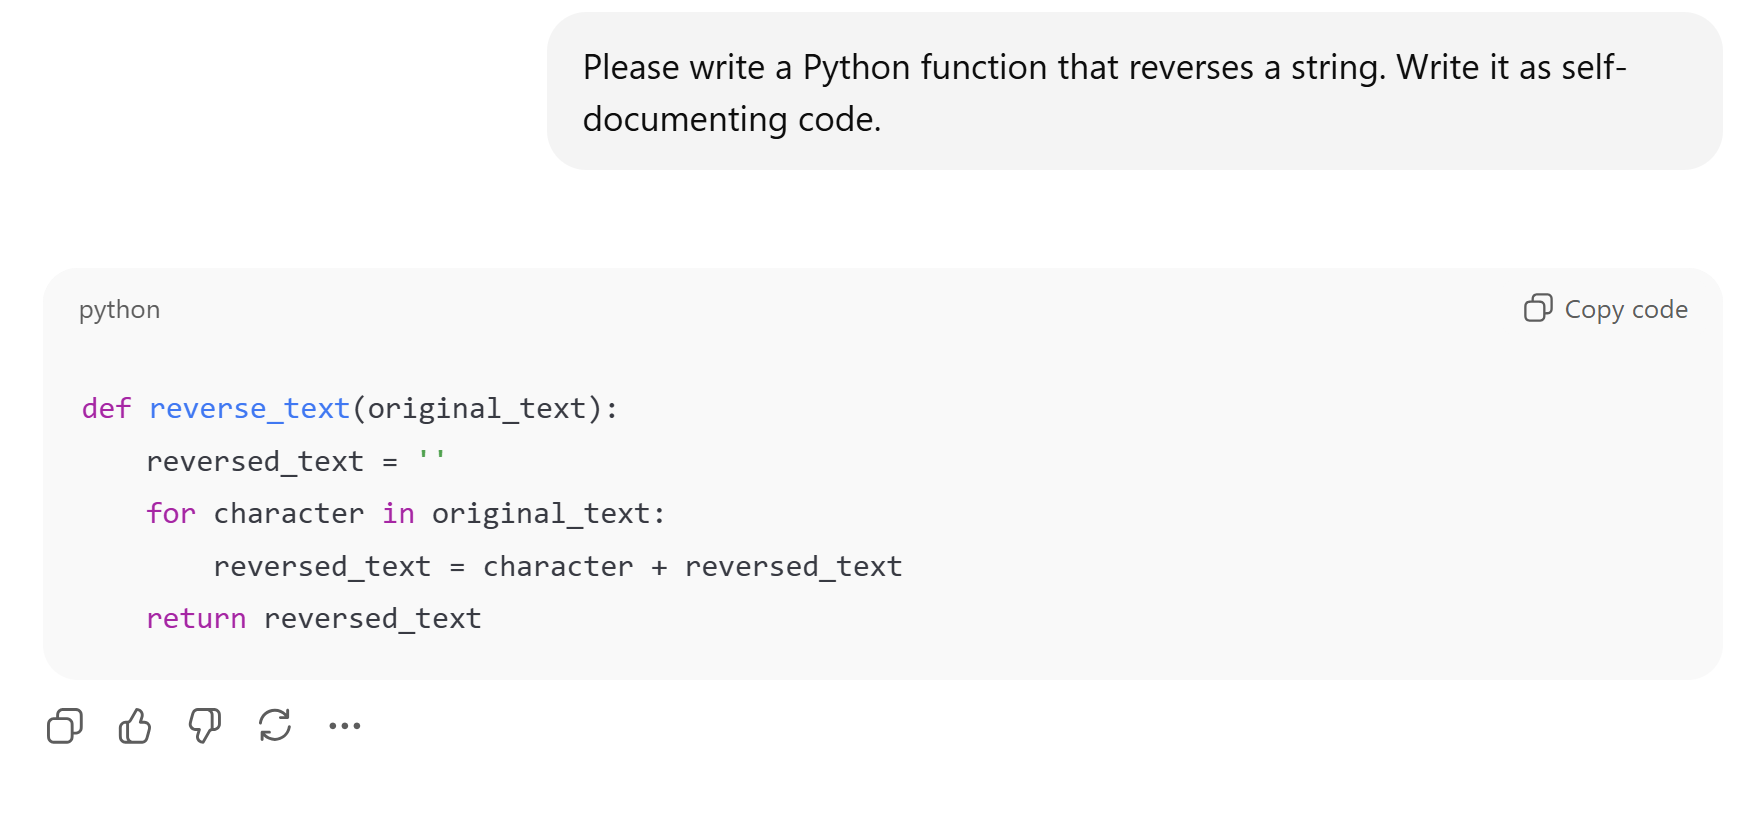 Please write a Python function that reverses a string. Write it as self-
documenting code.
python
Copy code
def reverse_text(original_text):
    reversed_text = ''
    for character in original_text:
        reversed_text = character + reversed_text
    return reversed_text